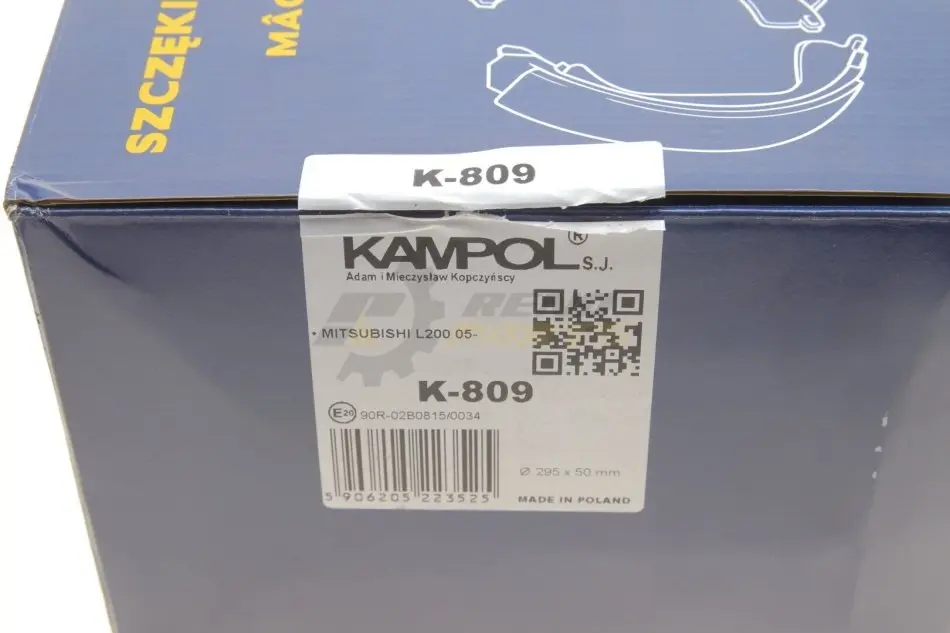 SZCZĘKI
MÂC
K-809
KAMPOL® S.J.
Adam i Mieczysław Kopczyńscy
• MITSUBISHI L200 05-
K-809
E20 90R-02B0815/0034
Ø 295 x 50 mm
5 906205 223525
MADE IN POLAND